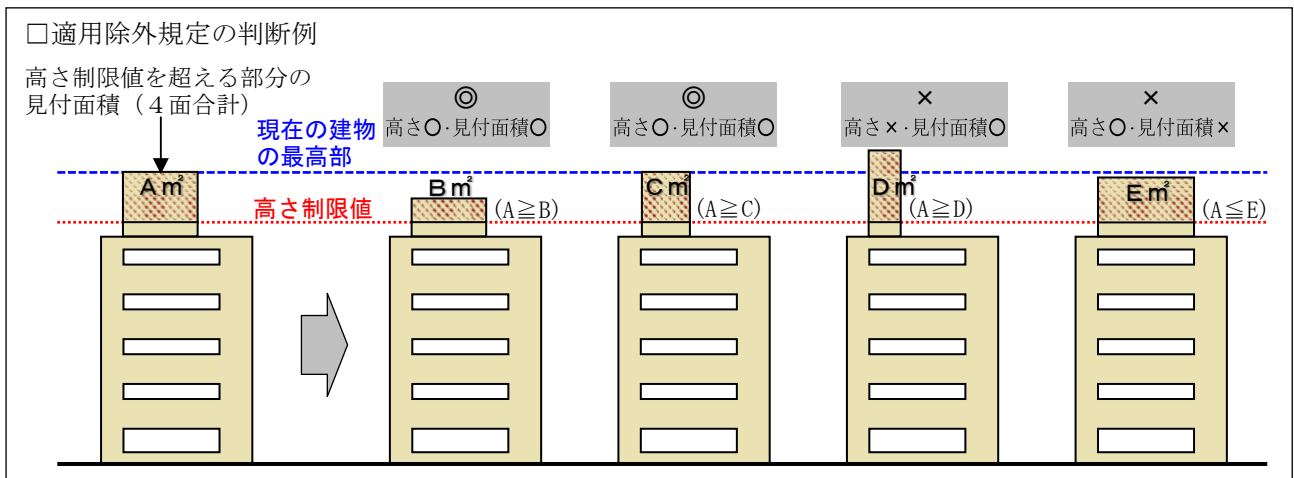 □適用除外規定の判断例
高さ制限値を超える部分の
見付面積（４面合計）
現在の建物
の最高部
高さ制限値
Ａ㎡
◎
高さ○・見付面積○
Ｂ㎡
(A≧B)
◎
高さ○・見付面積○
Ｃ㎡
(A≧C)
×
高さ×・見付面積○
Ｄ㎡
(A≧D)
×
高さ○・見付面積×
Ｅ㎡
(A≦E)